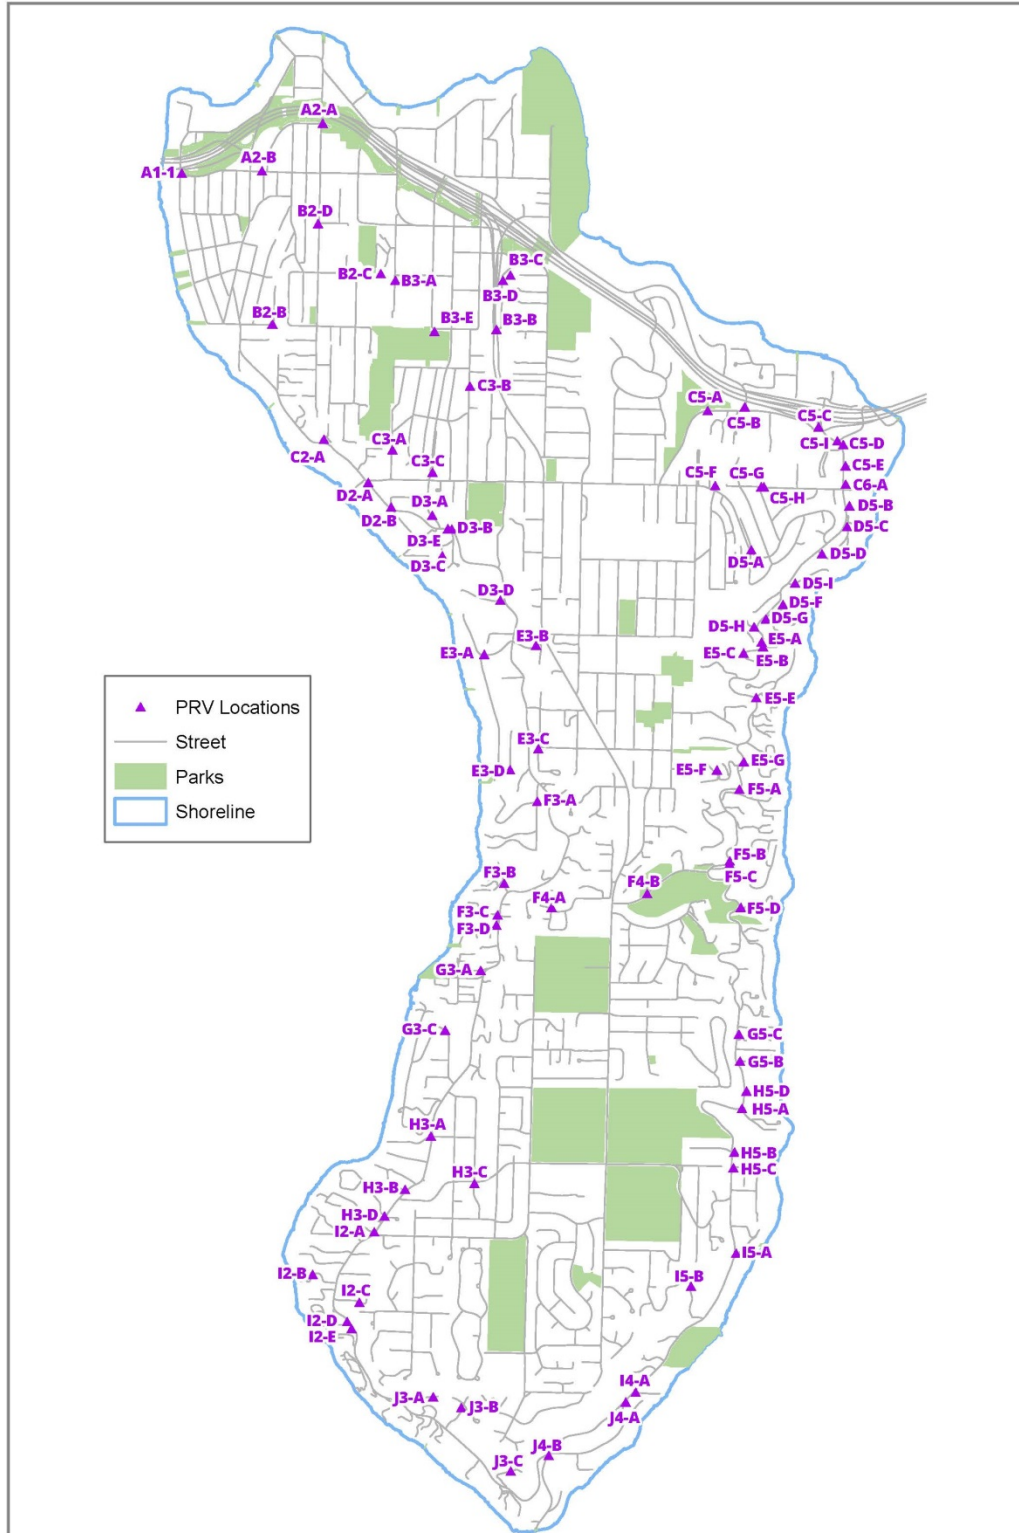 A2-A
A2-B
A1-1
B2-D
B3-C
B2-C
B3-A
B3-D
B2-B
B3-E
B3-B
C3-B
C5-A
C5-B
C5-C
C2-A
C3-A
C5-I
C5-D
C3-C
C5-E
C5-F
C5-G
C6-A
D2-A
C5-H
D3-A
D5-B
D2-B
D3-B
D5-C
D3-E
D3-C
D5-A
D5-D
D5-I
D3-D
D5-F
D5-G
D5-H
E3-B
E5-A
E3-A
E5-C
E5-B
E5-E
PRV Locations
Street
Parks
Shoreline
E3-C
E5-G
E3-D
E5-F
F5-A
F3-A
F5-B
F3-B
F5-C
F4-B
F4-A
F5-D
F3-C
F3-D
G3-A
G3-C
G5-C
G5-B
H5-D
H5-A
H3-A
H5-B
H5-C
H3-C
H3-B
H3-D
I2-A
I5-A
I2-B
I5-B
I2-C
I2-D
I2-E
I4-A
J3-A
J3-B
J4-A
J4-B
J3-C